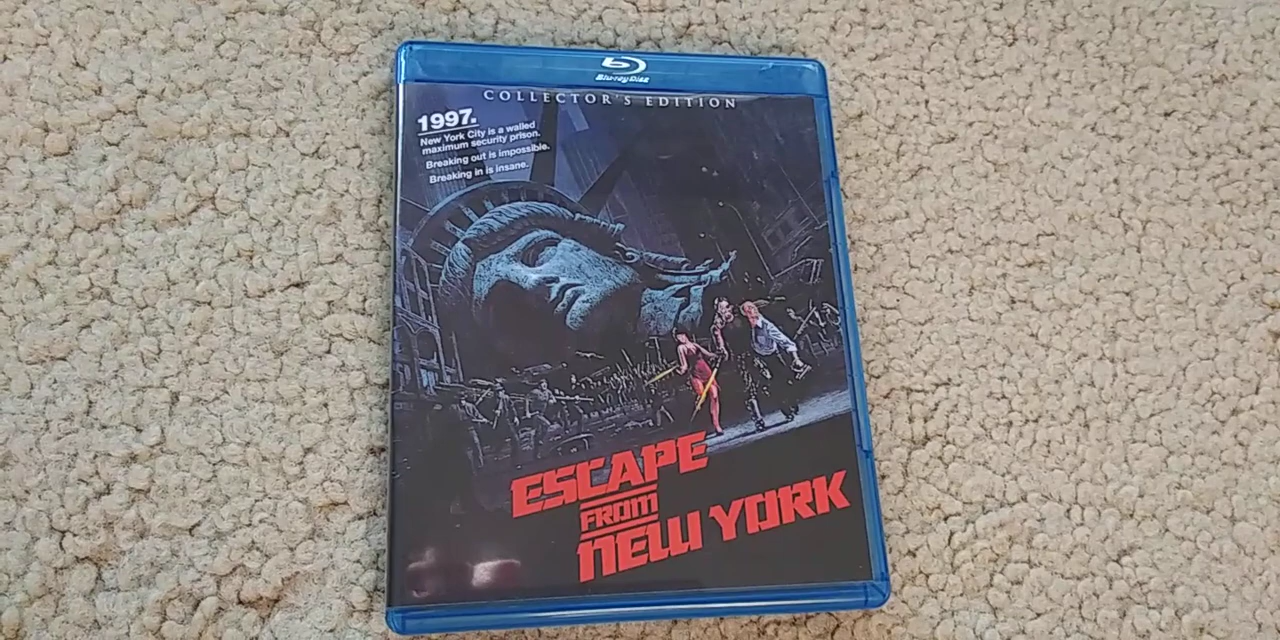 Blu-ray Disc
COLLECTOR'S EDITION
1997.
New York City is a walled
maximum security prison.
Breaking out is impossible.
Breaking in is insane.
ESCAPE
FROM
NEW YORK